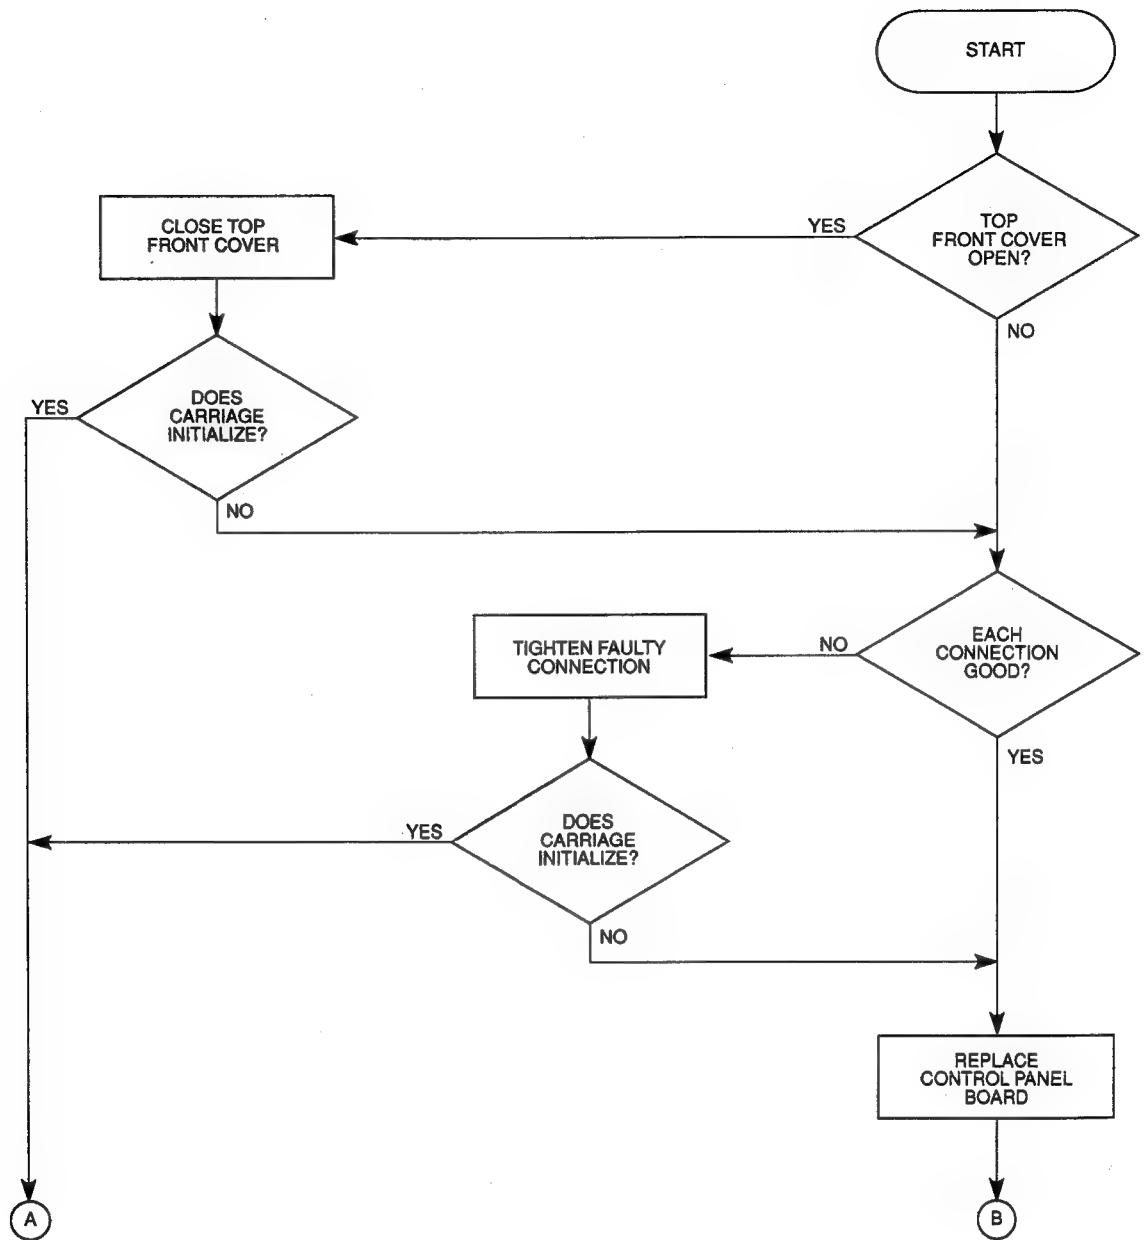 START
TOP
FRONT COVER
OPEN?
YES
NO
CLOSE TOP
FRONT COVER
DOES
CARRIAGE
INITIALIZE?
YES
NO
EACH
CONNECTION
GOOD?
NO
YES
TIGHTEN FAULTY
CONNECTION
DOES
CARRIAGE
INITIALIZE?
YES
NO
REPLACE
CONTROL PANEL
BOARD
A
B